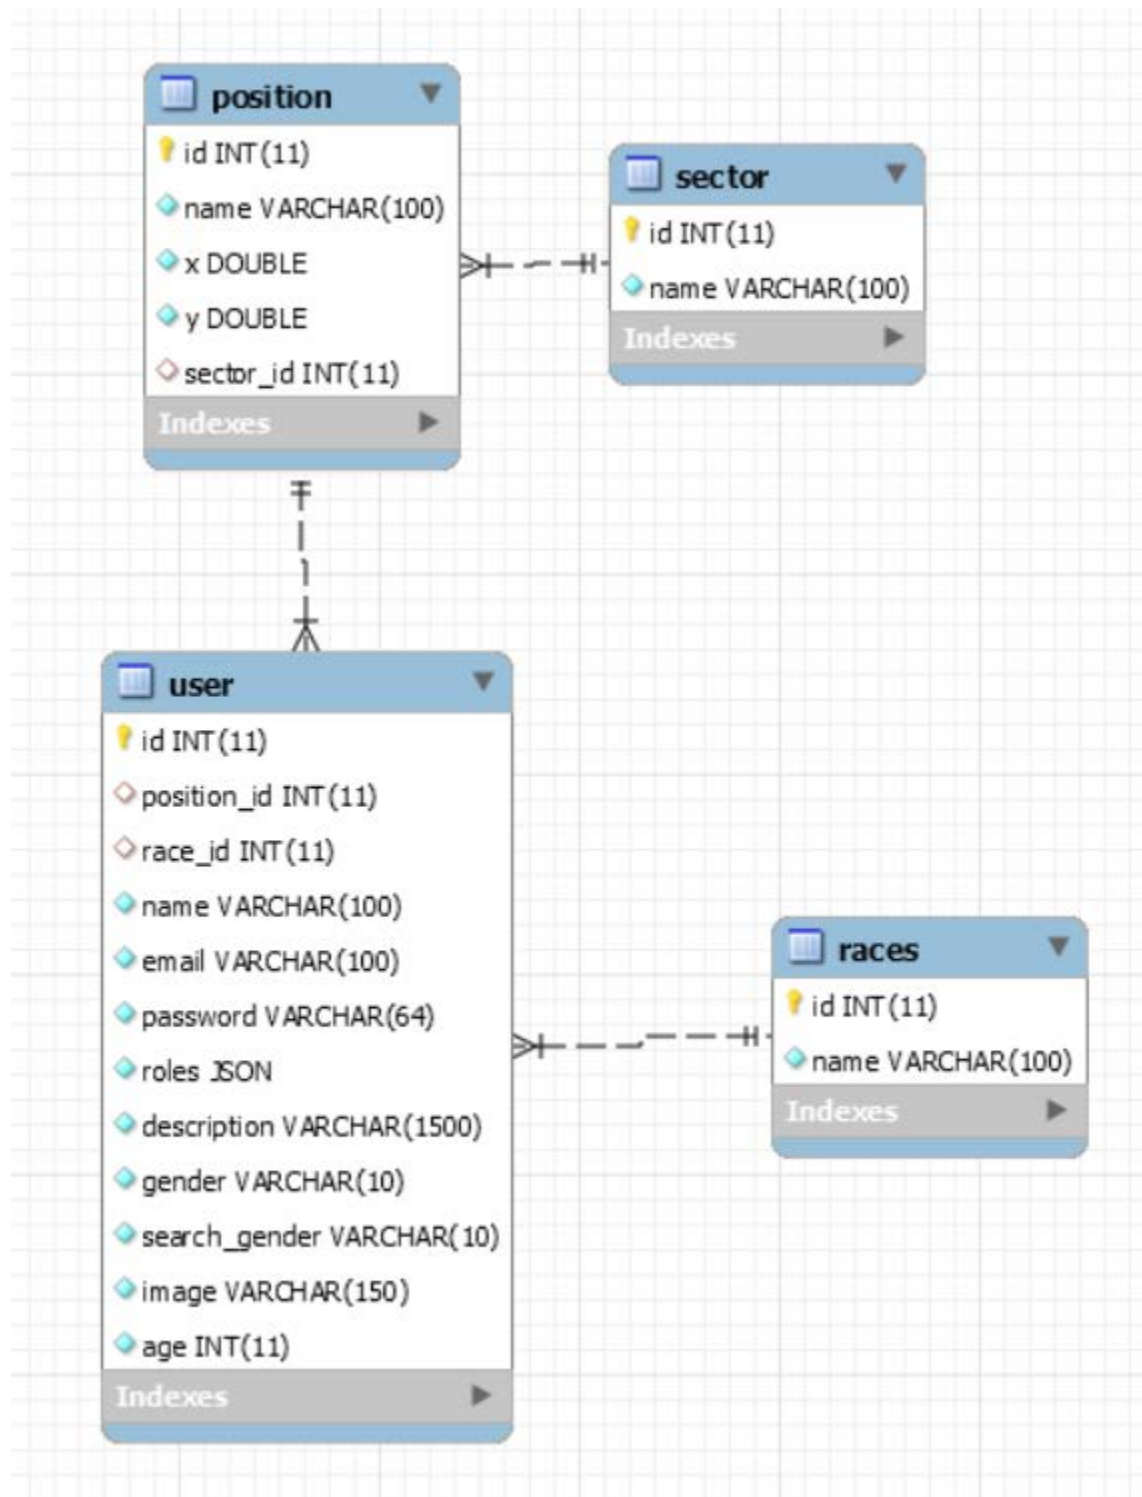 position
id INT(11)
name VARCHAR(100)
x DOUBLE
y DOUBLE
sector_id INT(11)
Indexes
sector
id INT(11)
name VARCHAR(100)
Indexes
user
id INT(11)
position_id INT(11)
race_id INT(11)
name VARCHAR(100)
email VARCHAR(100)
password VARCHAR(64)
roles JSON
description VARCHAR(1500)
gender VARCHAR(10)
search_gender VARCHAR(10)
image VARCHAR(150)
age INT(11)
Indexes
races
id INT(11)
name VARCHAR(100)
Indexes